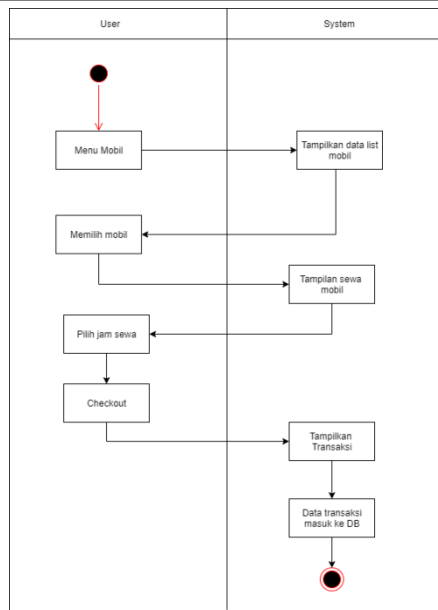 User
System
Menu Mobil
Tampilkan data list
mobil
Memilih mobil
Tampilan sewa
mobil
Pilih jam sewa
Checkout
Tampilkan
Transaksi
Data transaksi
masuk ke DB